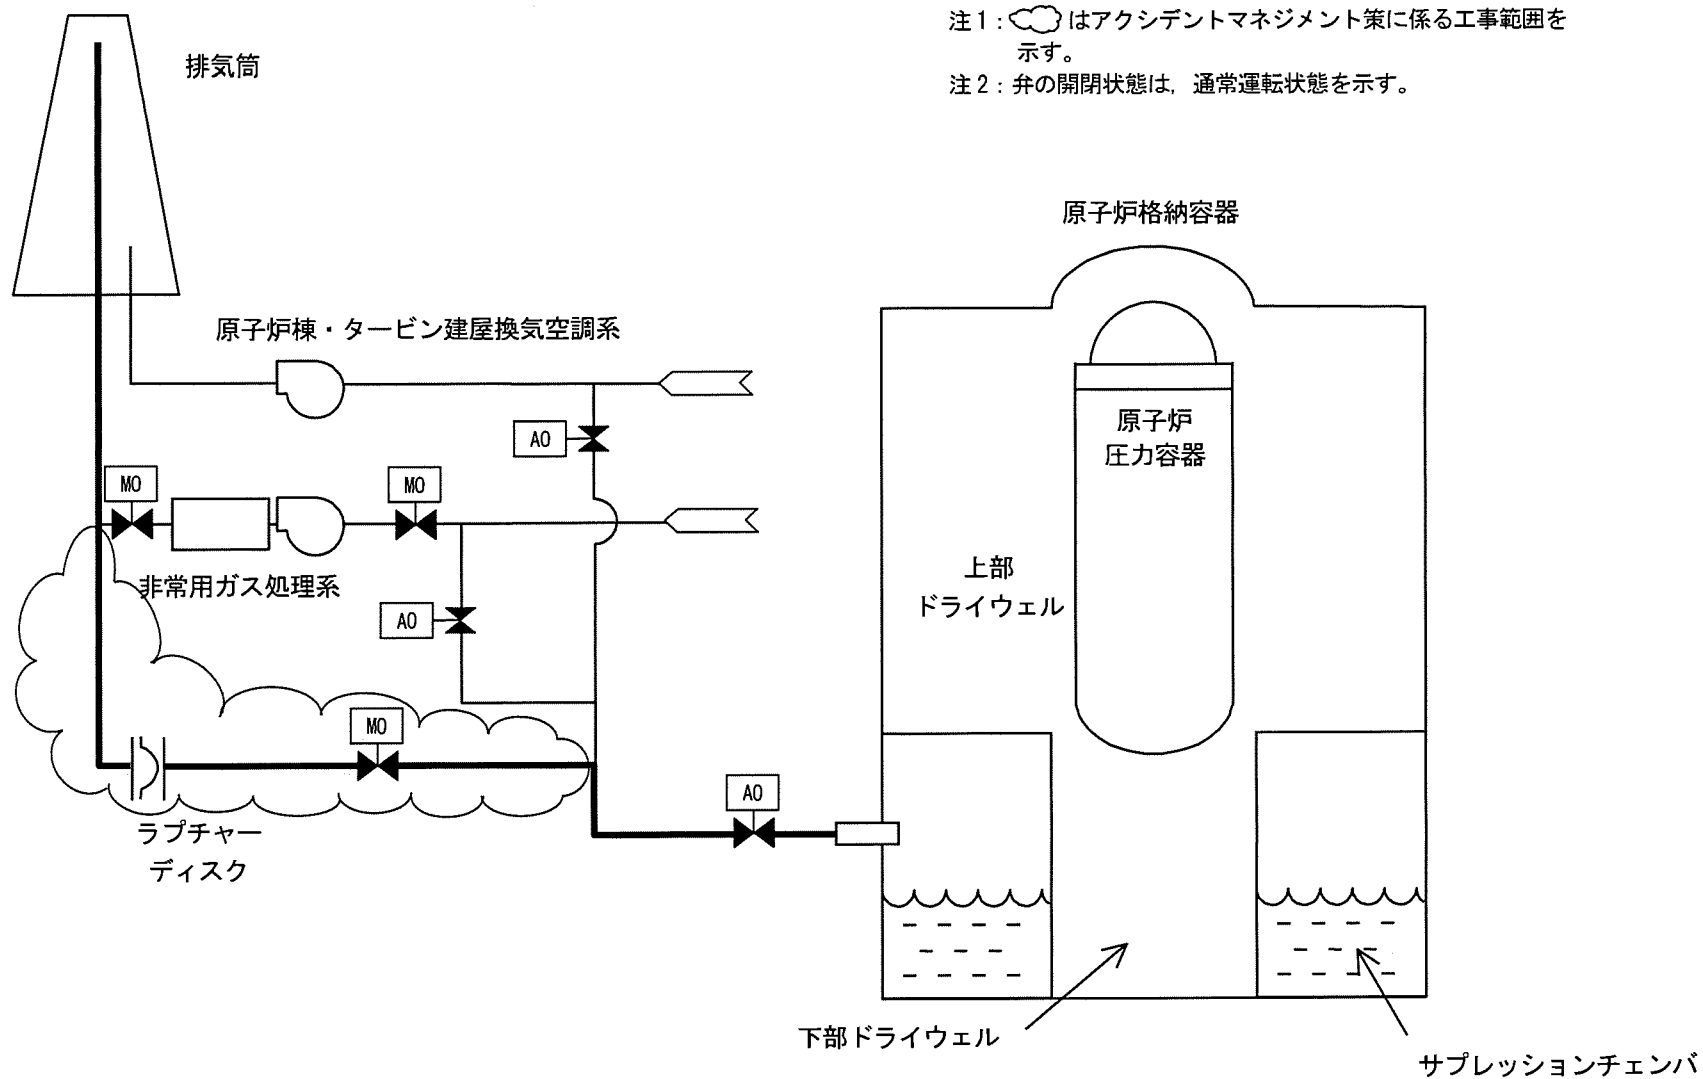 注1：はアクシデントマネジメント策に係る工事範囲を
示す。
注2：弁の開閉状態は，通常運転状態を示す。
排気筒
原子炉格納容器
原子炉棟・タービン建屋換気空調系
原子炉
圧力容器
AO
MO
MO
非常用ガス処理系
AO
上部
ドライウェル
MO
AO
ラプチャー
ディスク
下部ドライウェル
サプレッションチェンバ